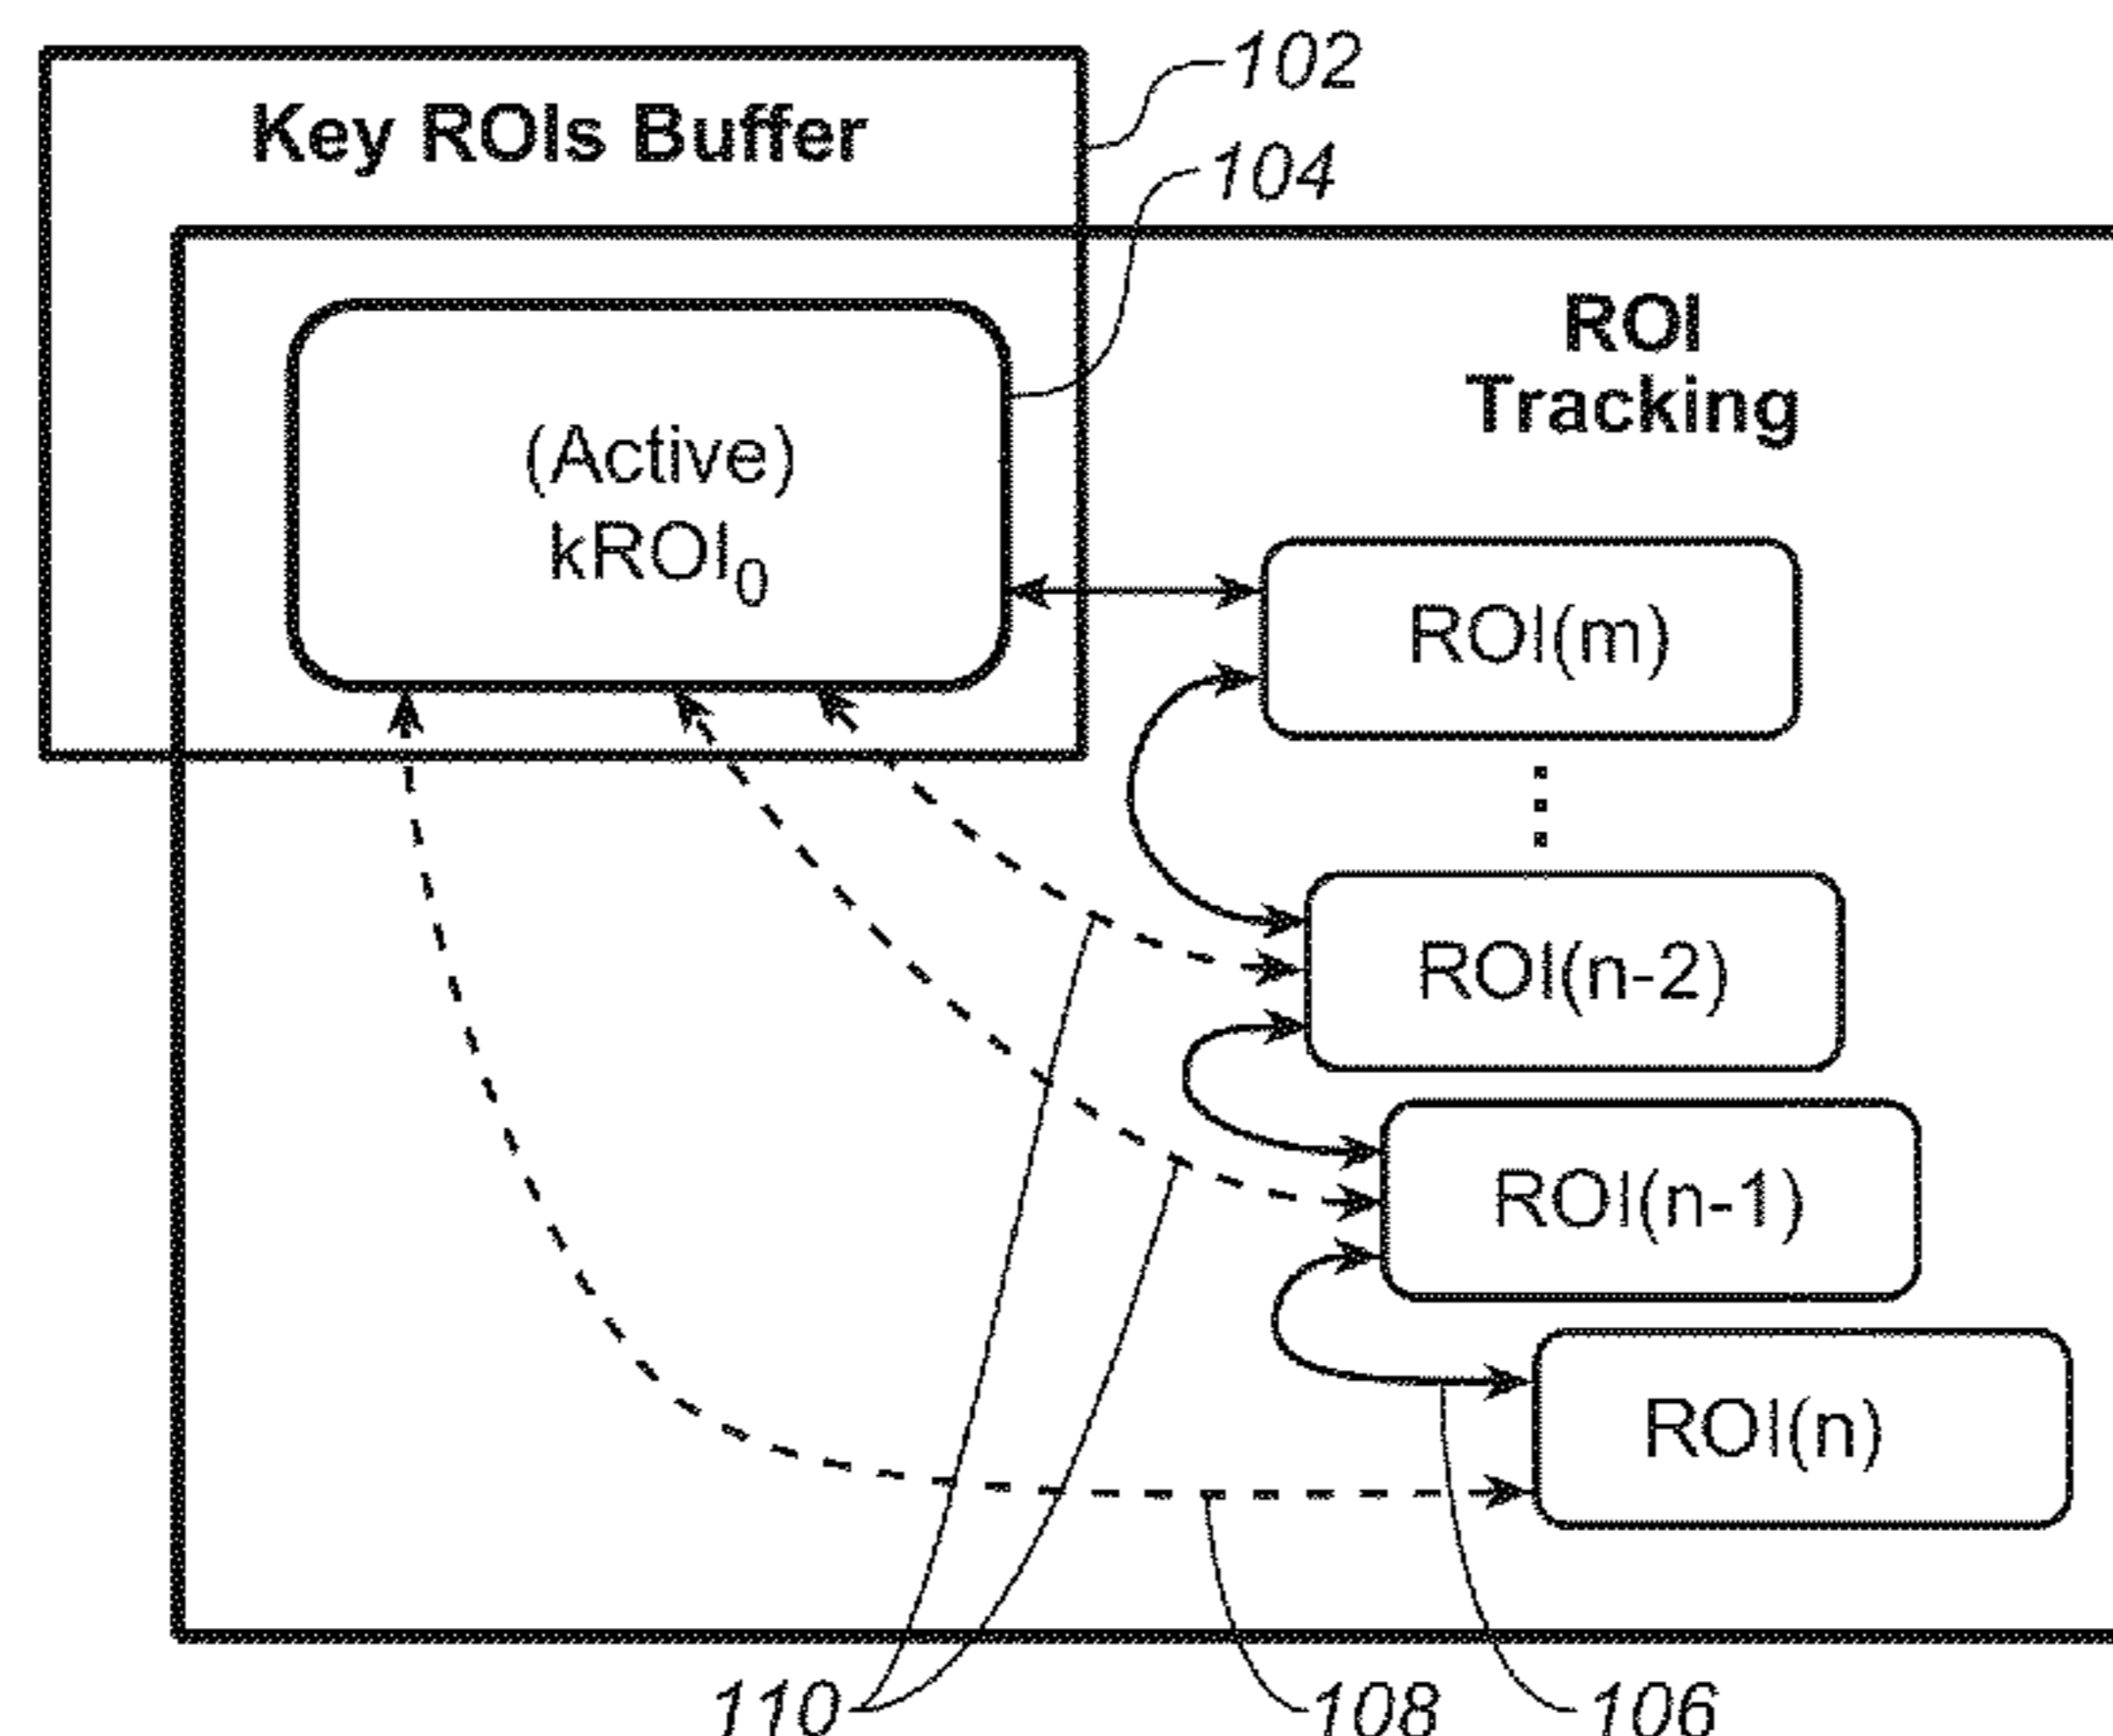 102
Key ROIs Buffer
104
ROI
Tracking
(Active)
kROI₀
ROI(m)
ROI(n-2)
ROI(n-1)
ROI(n)
110
108
106